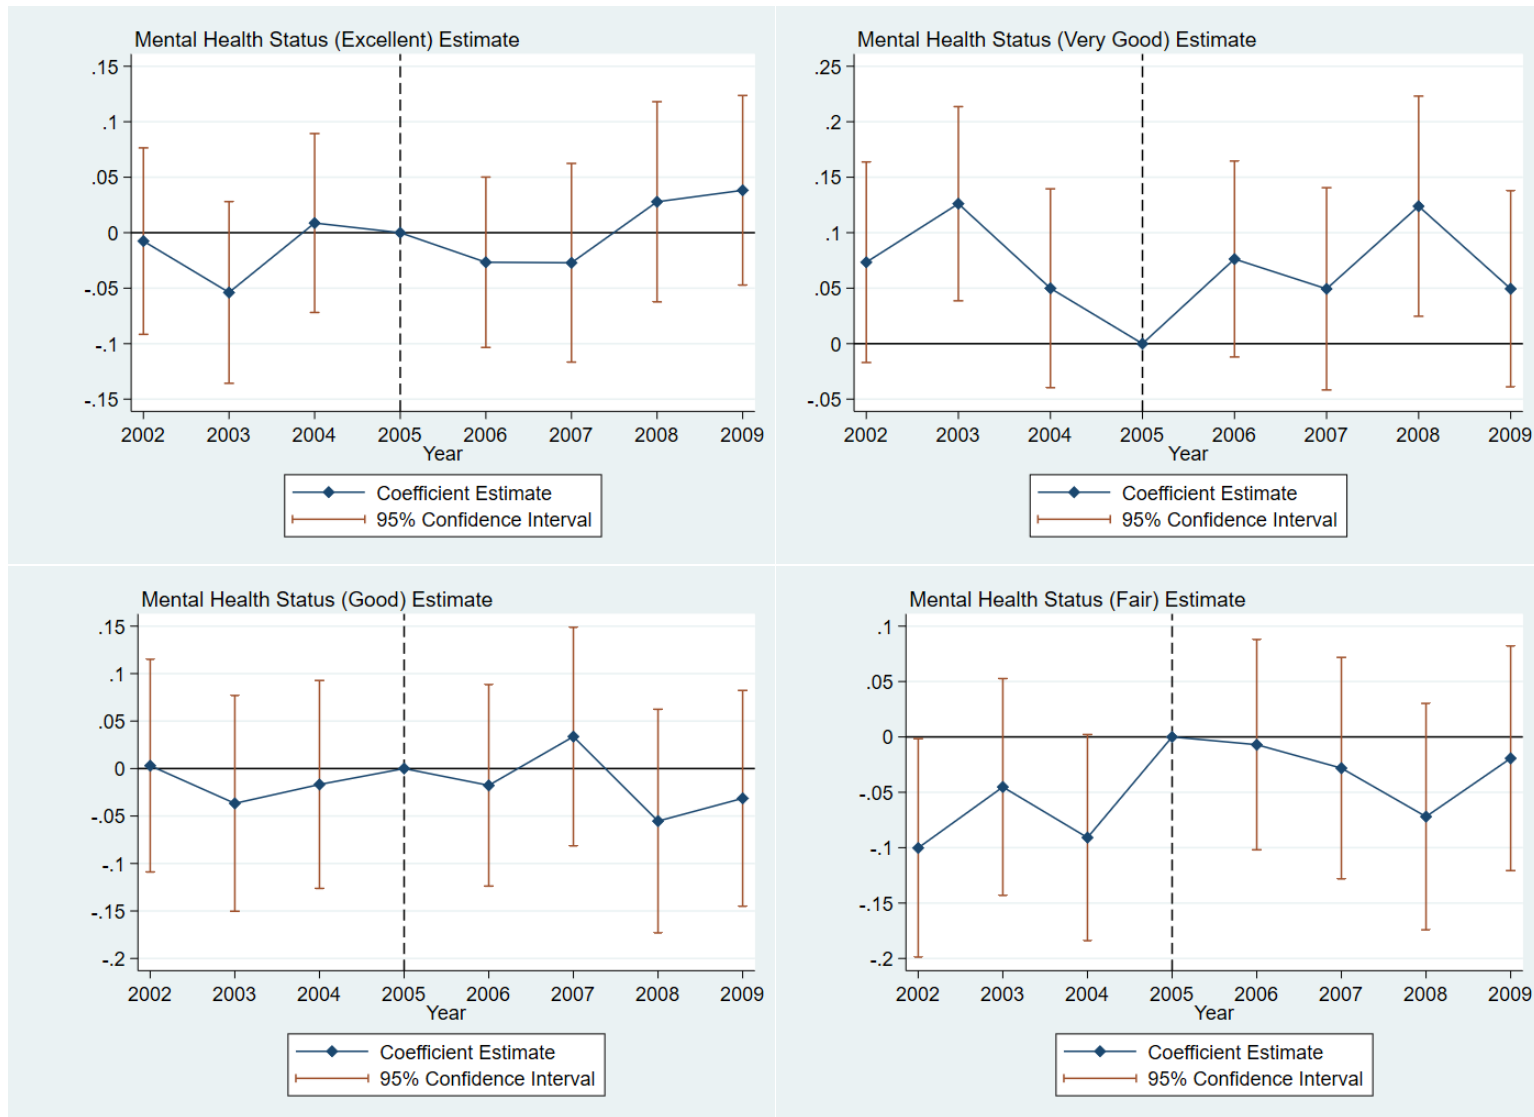 Mental Health Status (Excellent) Estimate
.15
.1
.05
0
-.05
-.1
-.15
2002 2003 2004 2005 2006 2007 2008 2009
Year
Coefficient Estimate
95% Confidence Interval
Mental Health Status (Very Good) Estimate
.25
.2
.15
.1
.05
0
-.05
2002 2003 2004 2005 2006 2007 2008 2009
Year
Coefficient Estimate
95% Confidence Interval
Mental Health Status (Good) Estimate
.15
.1
.05
0
-.05
-.1
-.15
-.2
2002 2003 2004 2005 2006 2007 2008 2009
Year
Coefficient Estimate
95% Confidence Interval
Mental Health Status (Fair) Estimate
.1
.05
0
-.05
-.1
-.15
-.2
2002 2003 2004 2005 2006 2007 2008 2009
Year
Coefficient Estimate
95% Confidence Interval